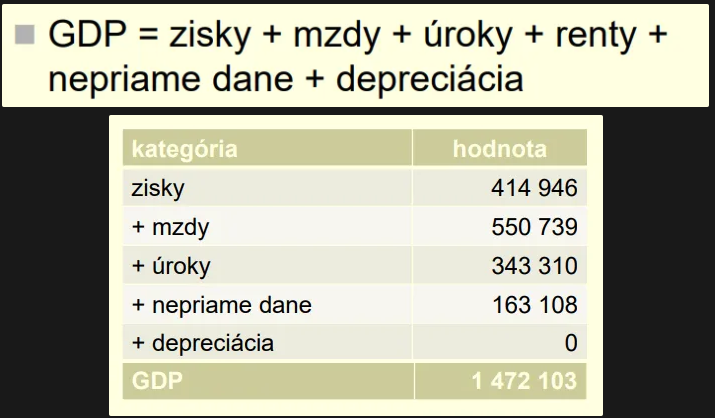 GDP = zisky + mzdy + úroky + renty +
nepriame dane + depreciácia
kategória hodnota
zisky 414 946
+ mzdy 550 739
+ úroky 343 310
+ nepriame dane 163 108
+ depreciácia 0
GDP 1 472 103